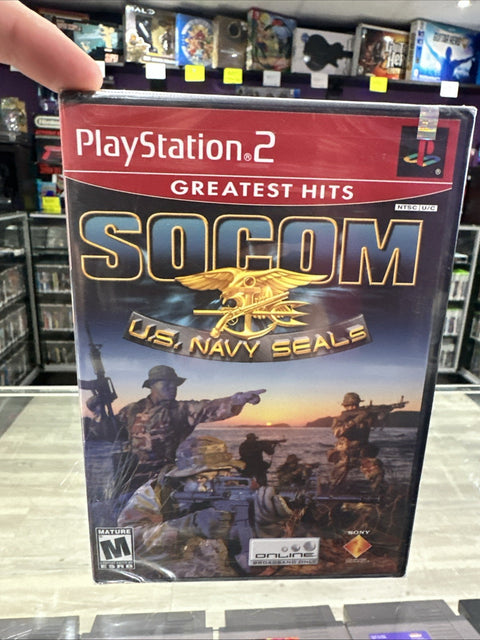 PlayStation®2
GREATEST HITS
NTSC U/C
SOCOM
U.S. NAVY SEALs
MATURE
M
ESRB
ONLINE
BROADBAND ONLY
SONY